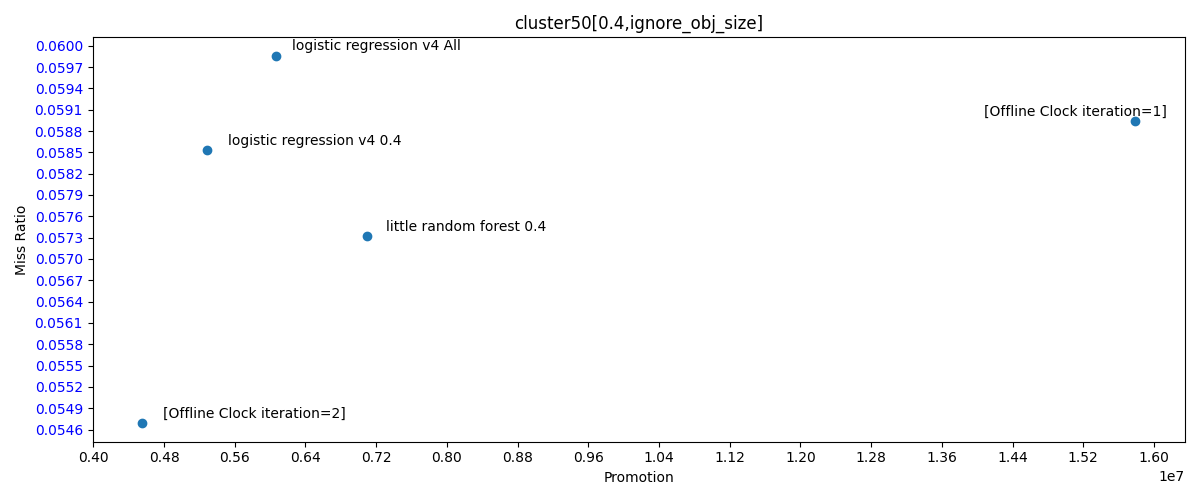 cluster50[0.4,ignore_obj_size]
0.0600
0.0597
0.0594
0.0591
0.0588
0.0585
0.0582
0.0579
0.0576
0.0573
0.0570
0.0567
0.0564
0.0561
0.0558
0.0555
0.0552
0.0549
0.0546
Miss Ratio
logistic regression v4 All
[Offline Clock iteration=1]
logistic regression v4 0.4
little random forest 0.4
[Offline Clock iteration=2]
0.40 0.48 0.56 0.64 0.72 0.80 0.88 0.96 1.04 1.12 1.20 1.28 1.36 1.44 1.52 1.60
Promotion
1e7